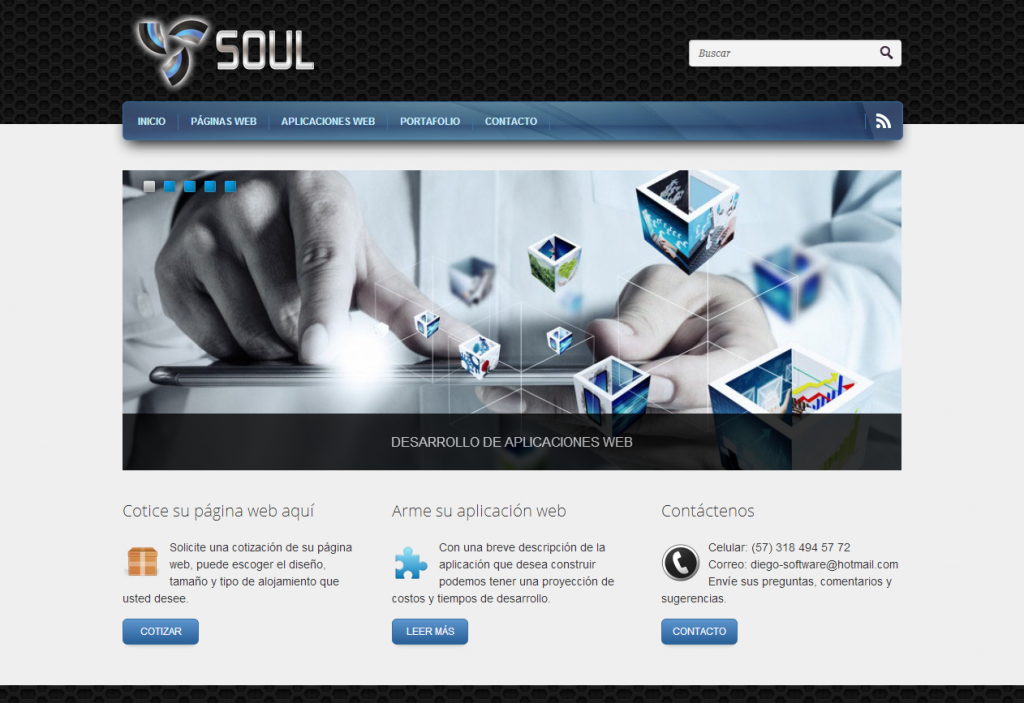 SOUL
Buscar
INICIO
PÁGINAS WEB
APLICACIONES WEB
PORTAFOLIO
CONTACTO
DESARROLLO DE APLICACIONES WEB
Cotice su página web aquí
Solicite una cotización de su página
web, puede escoger el diseño,
tamaño y tipo de alojamiento que
usted desee.
COTIZAR
Arme su aplicación web
Con una breve descripción de la
aplicación que desea construir
podemos tener una proyección de
costos y tiempos de desarrollo.
LEER MÁS
Contáctenos
Celular: (57) 318 494 57 72
Correo: diego-software@hotmail.com
Envíe sus preguntas, comentarios y
sugerencias.
CONTACTO